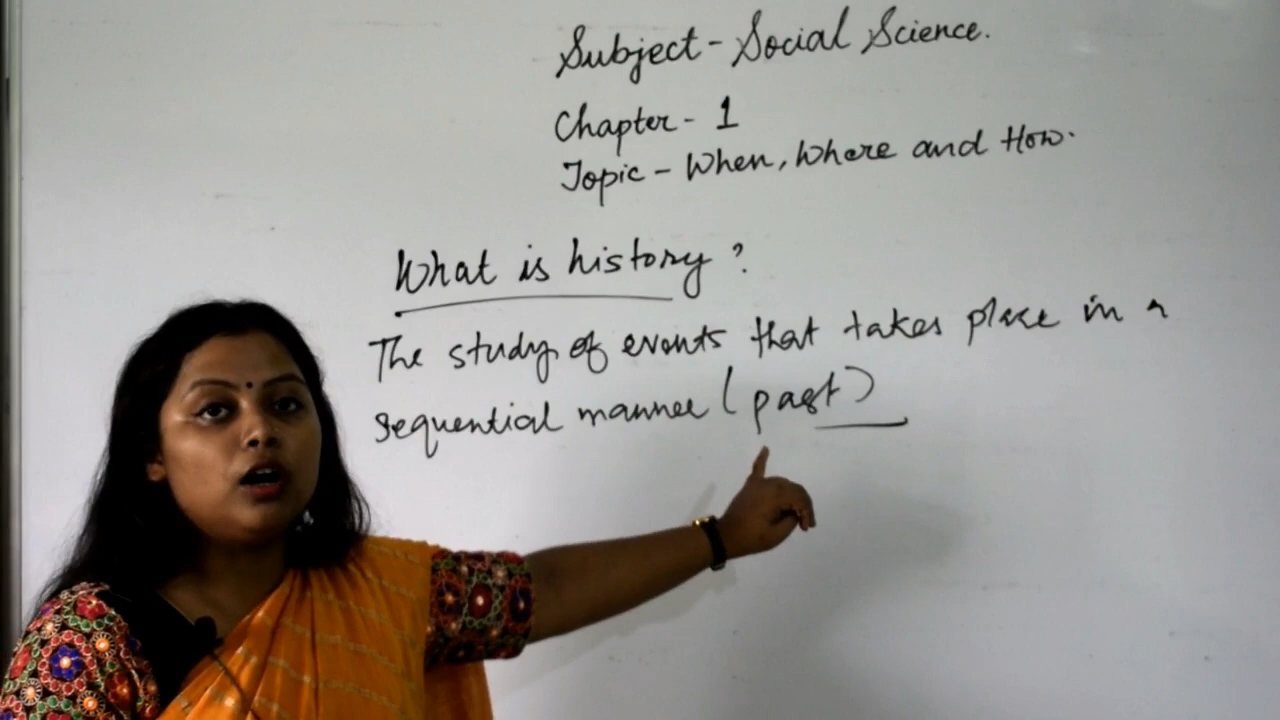 Subject - Social Science.
Chapter - 1
Topic - When, Where and How.
What is history?
The study of events that takes place in a
sequential manner (past)